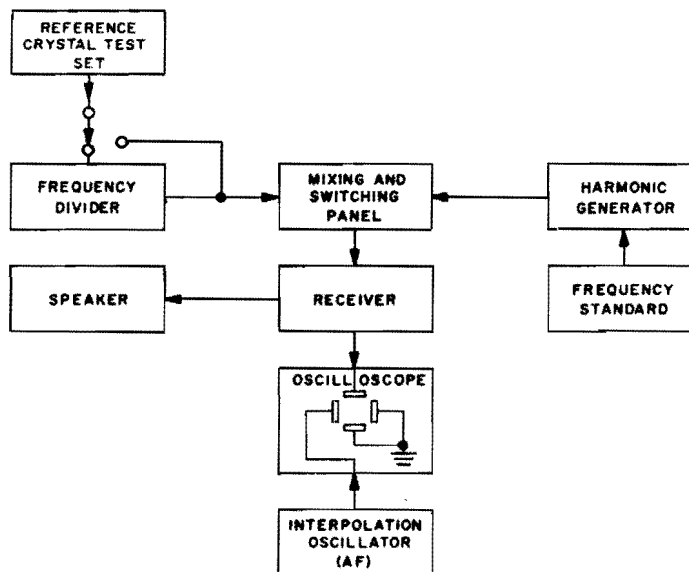 REFERENCE
CRYSTAL TEST
SET
FREQUENCY
DIVIDER
MIXING AND
SWITCHING
PANEL
HARMONIC
GENERATOR
SPEAKER
RECEIVER
FREQUENCY
STANDARD
OSCILLOSCOPE
INTERPOLATION
OSCILLATOR
(AF)